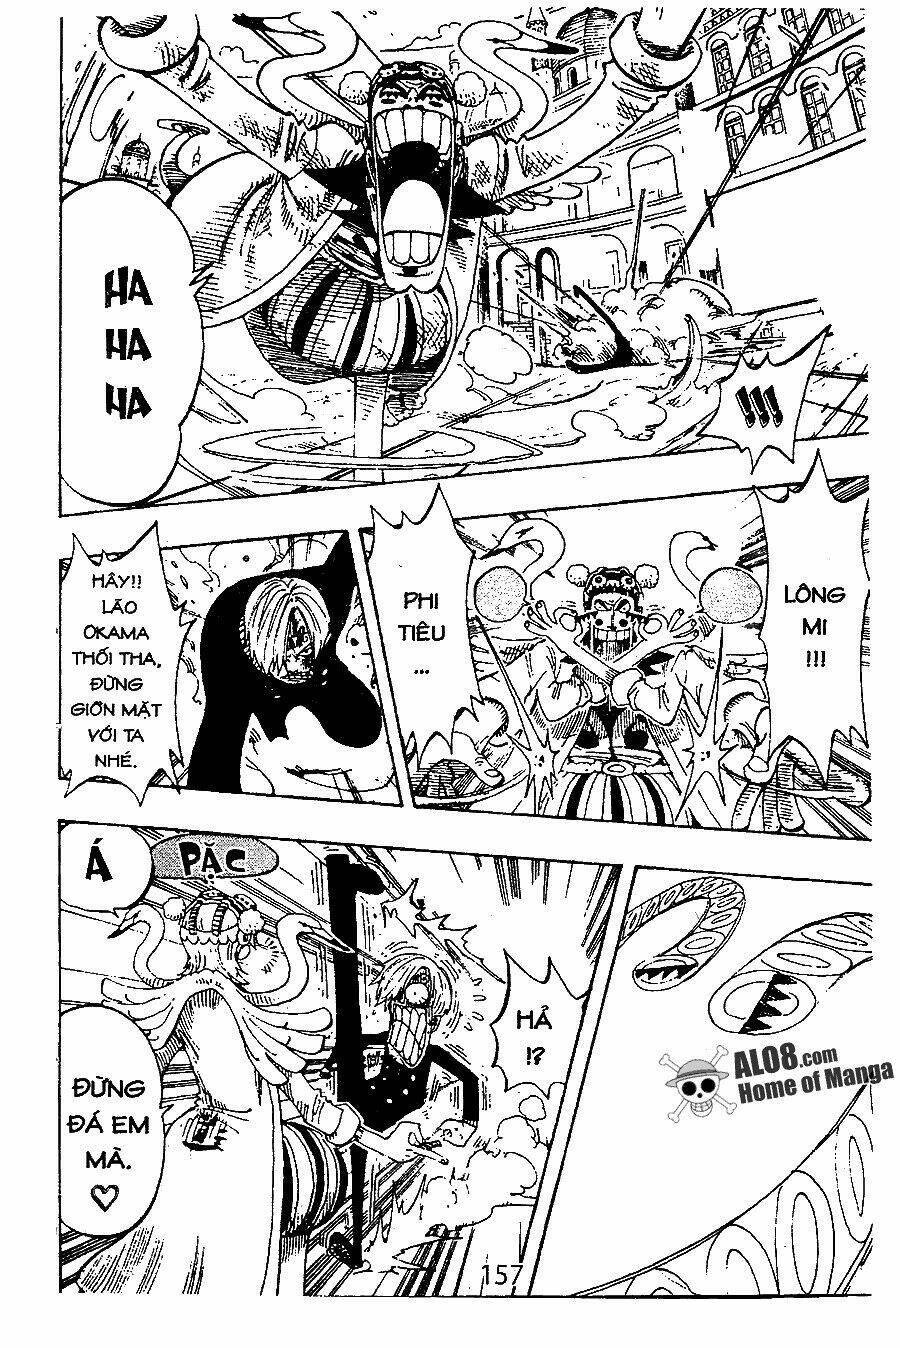 HA
HA
HA
!!!
LÔNG
MI
!!!
PHI
TIÊU
...
HÂY!!
LÃO
OKAMA
THỐI THA,
ĐỪNG
GIỠN MẶT
VỚI TA
NHÉ.
HẢ
!?
PẶC
Á
ĐỪNG
ĐÁ EM
MÀ.
♡
AL08.com
Home of Manga
157